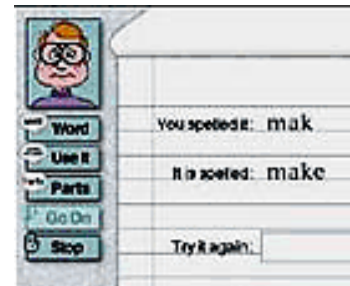 Word
You spelled it: mak
Use it
It is spelled: make
Parts
Go On
Stop
Try it again: